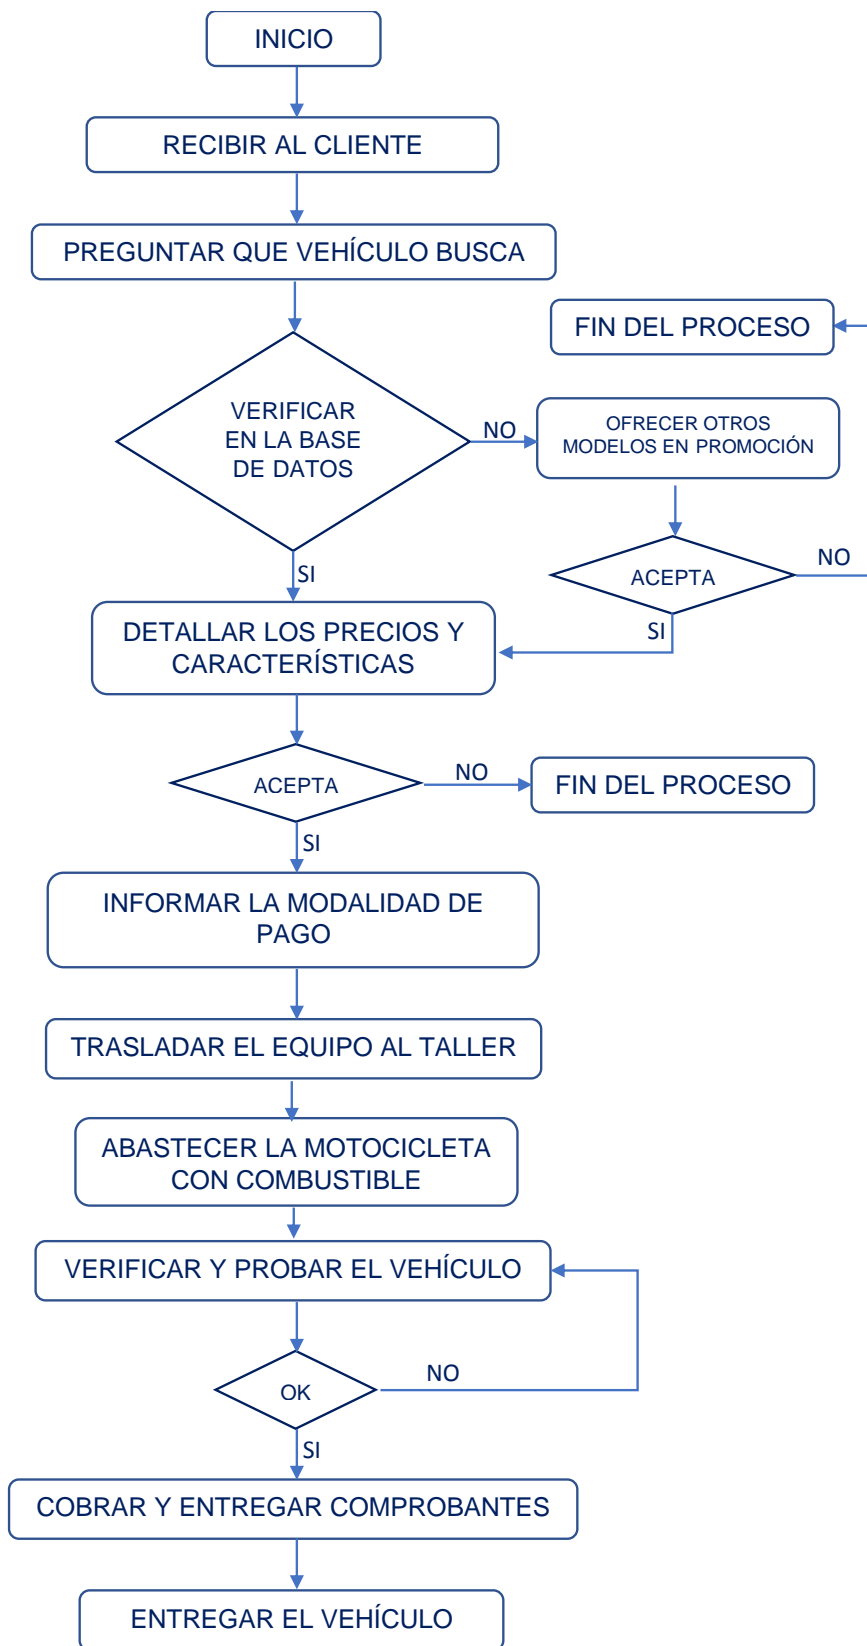 INICIO
RECIBIR AL CLIENTE
PREGUNTAR QUE VEHÍCULO BUSCA
FIN DEL PROCESO
VERIFICAR
EN LA BASE
DE DATOS
NO
OFRECER OTROS
MODELOS EN PROMOCIÓN
ACEPTA
NO
SI
SI
DETALLAR LOS PRECIOS Y
CARACTERÍSTICAS
ACEPTA
NO
FIN DEL PROCESO
SI
INFORMAR LA MODALIDAD DE
PAGO
TRASLADAR EL EQUIPO AL TALLER
ABASTECER LA MOTOCICLETA
CON COMBUSTIBLE
VERIFICAR Y PROBAR EL VEHÍCULO
OK
NO
SI
COBRAR Y ENTREGAR COMPROBANTES
ENTREGAR EL VEHÍCULO